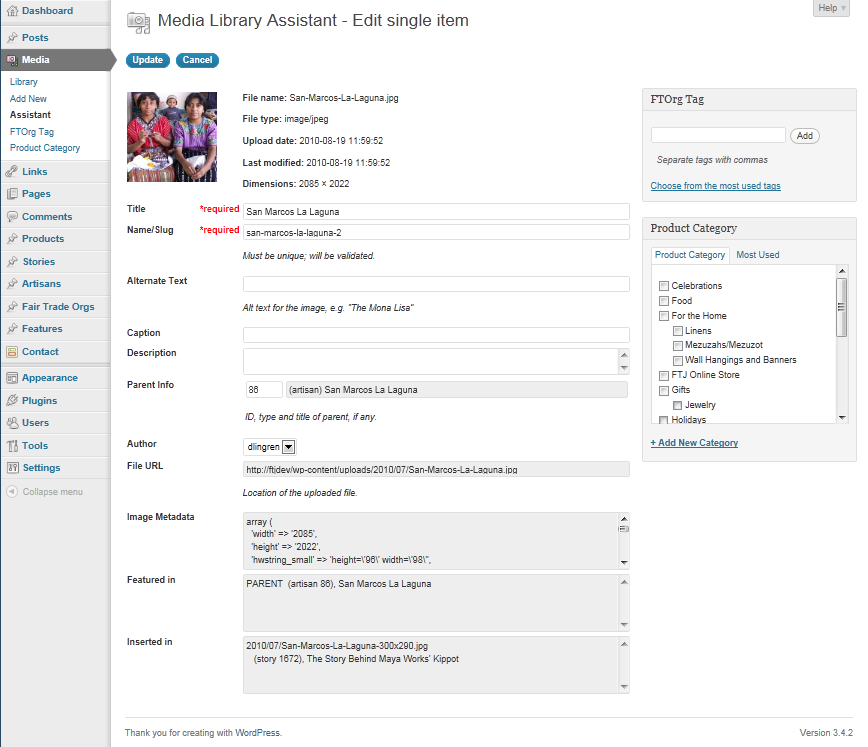 Help
Dashboard
Posts
Media
Library
Add New
Assistant
FTOrg Tag
Product Category
Links
Pages
Comments
Products
Stories
Artisans
Fair Trade Orgs
Features
Contact
Appearance
Plugins
Users
Tools
Settings
Collapse menu
Media Library Assistant - Edit single item
Update Cancel
File name: San-Marcos-La-Laguna.jpg
File type: image/jpeg
Upload date: 2010-08-19 11:59:52
Last modified: 2010-08-19 11:59:52
Dimensions: 2085 × 2022
Title *required San Marcos La Laguna
Name/Slug *required san-marcos-la-laguna-2
Must be unique; will be validated.
Alternate Text
Alt text for the image, e.g. "The Mona Lisa"
Caption
Description
Parent Info 86 (artisan) San Marcos La Laguna
ID, type and title of parent, if any.
Author dlingren
File URL http://ftjdev/wp-content/uploads/2010/07/San-Marcos-La-Laguna.jpg
Location of the uploaded file.
Image Metadata array (
'width' => '2085',
'height' => '2022',
'hwstring_small' => 'height=\'96\' width=\'98\'',
Featured in PARENT (artisan 86), San Marcos La Laguna
Inserted in 2010/07/San-Marcos-La-Laguna-300x290.jpg
(story 1672), The Story Behind Maya Works' Kippot
FTOrg Tag
Add
Separate tags with commas
Choose from the most used tags
Product Category
Product Category Most Used
Celebrations
Food
For the Home
Linens
Mezuzahs/Mezuzot
Wall Hangings and Banners
FTJ Online Store
Gifts
Jewelry
Holidays
+ Add New Category
Thank you for creating with WordPress.
Version 3.4.2